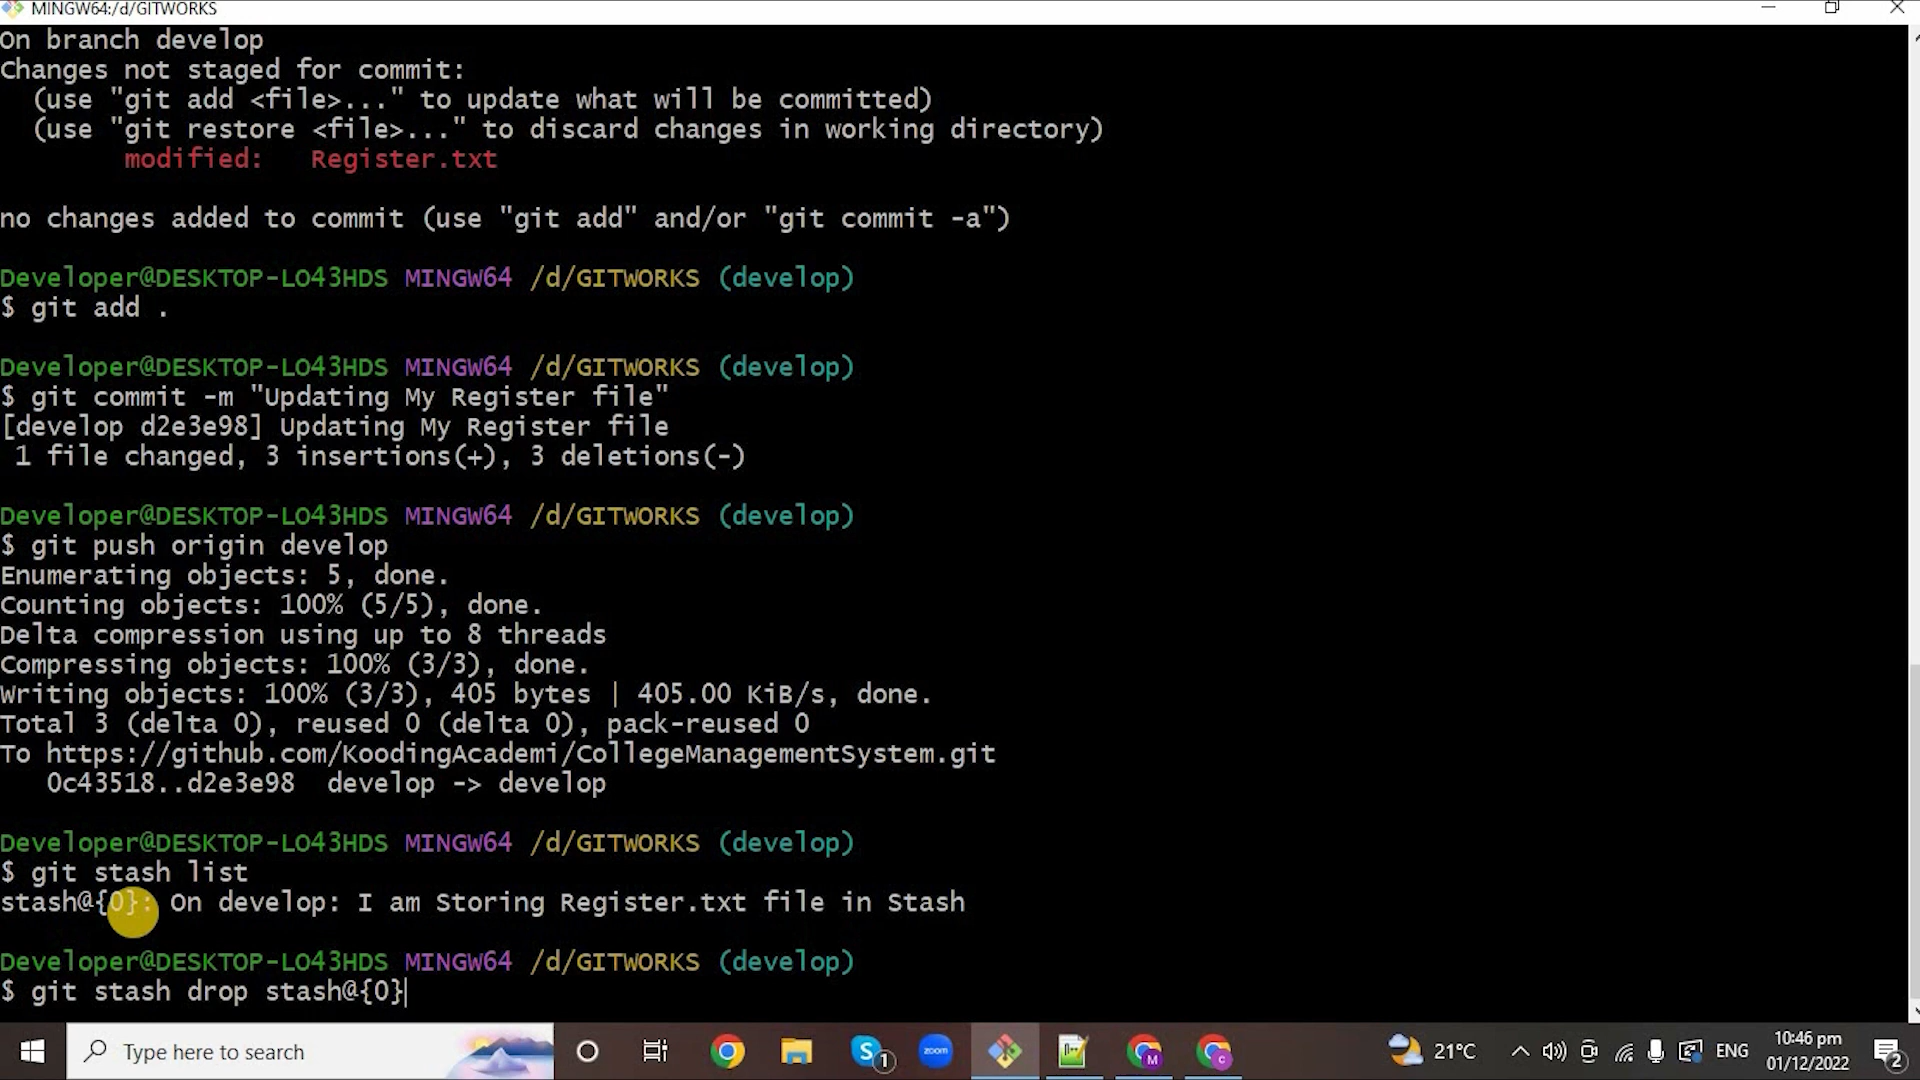 MINGW64:/d/GITWORKS
On branch develop
Changes not staged for commit:
  (use "git add <file>..." to update what will be committed)
  (use "git restore <file>..." to discard changes in working directory)
        modified:   Register.txt
no changes added to commit (use "git add" and/or "git commit -a")
Developer@DESKTOP-LO43HDS MINGW64 /d/GITWORKS (develop)
$ git add .
Developer@DESKTOP-LO43HDS MINGW64 /d/GITWORKS (develop)
$ git commit -m "Updating My Register file"
[develop d2e3e98] Updating My Register file
 1 file changed, 3 insertions(+), 3 deletions(-)
Developer@DESKTOP-LO43HDS MINGW64 /d/GITWORKS (develop)
$ git push origin develop
Enumerating objects: 5, done.
Counting objects: 100% (5/5), done.
Delta compression using up to 8 threads
Compressing objects: 100% (3/3), done.
Writing objects: 100% (3/3), 405 bytes | 405.00 KiB/s, done.
Total 3 (delta 0), reused 0 (delta 0), pack-reused 0
To https://github.com/KoodingAcademi/CollegeManagementSystem.git
   0c43518..d2e3e98  develop -> develop
Developer@DESKTOP-LO43HDS MINGW64 /d/GITWORKS (develop)
$ git stash list
stash@{0}: On develop: I am Storing Register.txt file in Stash
Developer@DESKTOP-LO43HDS MINGW64 /d/GITWORKS (develop)
$ git stash drop stash@{0}
Type here to search
S 1
zoom
M
C
21°C
ENG
10:46 pm
01/12/2022
2